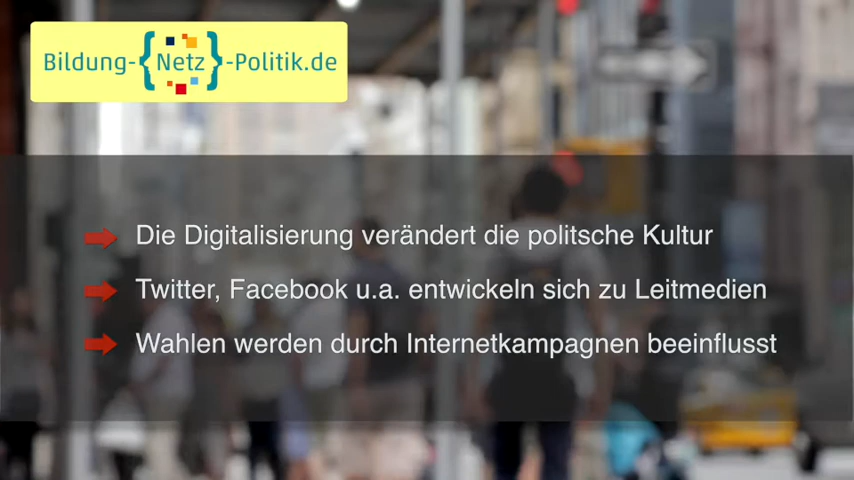 Bildung-{Netz}-Politik.de
Die Digitalisierung verändert die politsche Kultur
Twitter, Facebook u.a. entwickeln sich zu Leitmedien
Wahlen werden durch Internetkampagnen beeinflusst